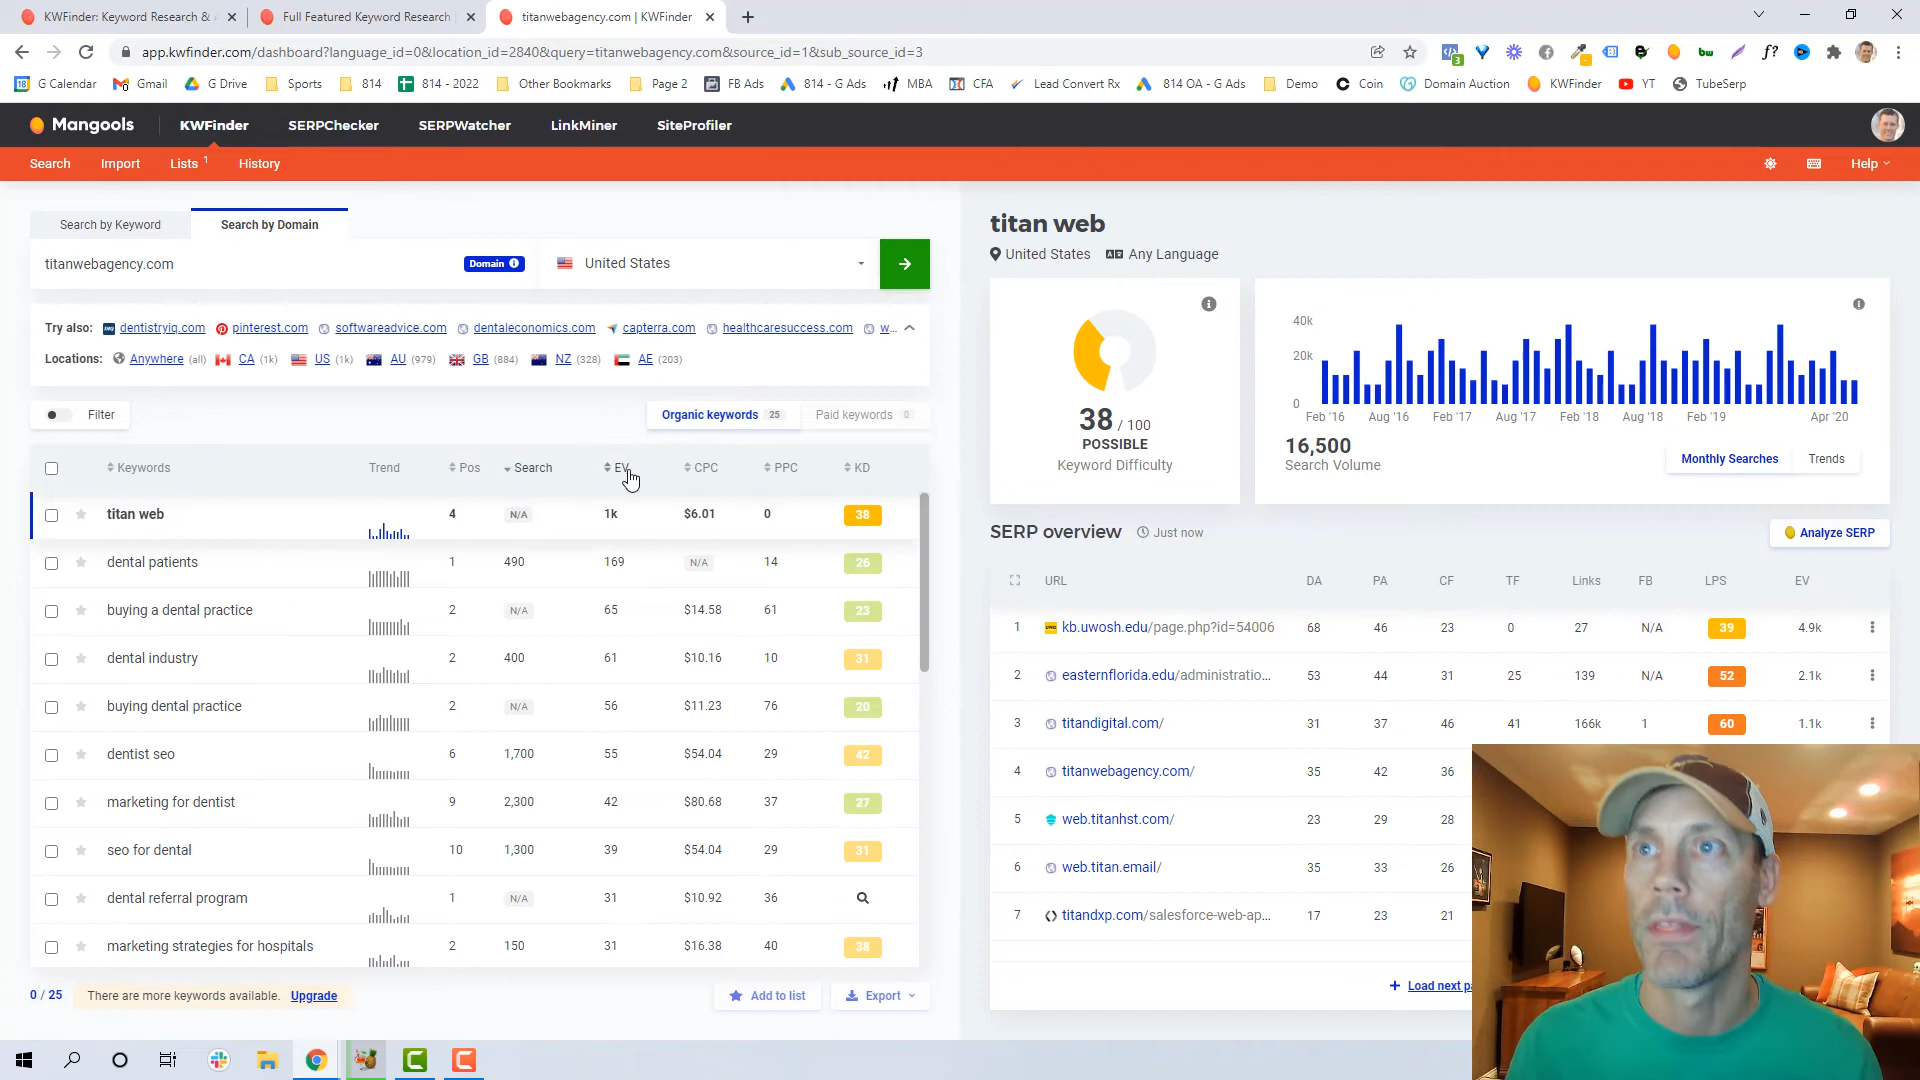 KWFinder: Keyword Research &
Full Featured Keyword Research
titanwebagency.com | KWFinder
app.kwfinder.com/dashboard?language_id=0&location_id=2840&query=titanwebagency.com&source_id=1&sub_source_id=3
G Calendar Gmail G Drive Sports 814 814 - 2022 Other Bookmarks Page 2 FB Ads 814 - G Ads MBA CFA Lead Convert Rx 814 OA - G Ads Demo Coin Domain Auction KWFinder YT TubeSerp
Mangools KWFinder SERPChecker SERPWatcher LinkMiner SiteProfiler
Search Import Lists 1 History Help
Search by Keyword Search by Domain
titanwebagency.com Domain United States
Try also: dentistryiq.com pinterest.com softwareadvice.com dentaleconomics.com capterra.com healthcaresuccess.com w...
Locations: Anywhere (all) CA (1k) US (1k) AU (979) GB (884) NZ (328) AE (203)
Filter Organic keywords 25 Paid keywords 0
Keywords Trend Pos Search EV CPC PPC KD
titan web 4 N/A 1k $6.01 0 38
dental patients 1 490 169 N/A 14 26
buying a dental practice 2 N/A 65 $14.58 61 23
dental industry 2 400 61 $10.16 10 31
buying dental practice 2 N/A 56 $11.23 76 20
dentist seo 6 1,700 55 $54.04 29 42
marketing for dentist 9 2,300 42 $80.68 37 27
seo for dental 10 1,300 39 $54.04 29 31
dental referral program 1 N/A 31 $10.92 36
marketing strategies for hospitals 2 150 31 $16.38 40 38
0 / 25 There are more keywords available. Upgrade Add to list Export
titan web
United States Any Language
38 / 100
POSSIBLE
Keyword Difficulty
40k
20k
0
Feb '16 Aug '16 Feb '17 Aug '17 Feb '18 Aug '18 Feb '19 Apr '20
16,500
Search Volume
Monthly Searches Trends
SERP overview Just now Analyze SERP
URL DA PA CF TF Links FB LPS EV
1 kb.uwosh.edu/page.php?id=54006 68 46 23 0 27 N/A 39 4.9k
2 easternflorida.edu/administratio... 53 44 31 25 139 N/A 52 2.1k
3 titandigital.com/ 31 37 46 41 166k 1 60 1.1k
4 titanwebagency.com/ 35 42 36
5 web.titanhst.com/ 23 29 28
6 web.titan.email/ 35 33 26
7 titandxp.com/salesforce-web-ap... 17 23 21
+ Load next